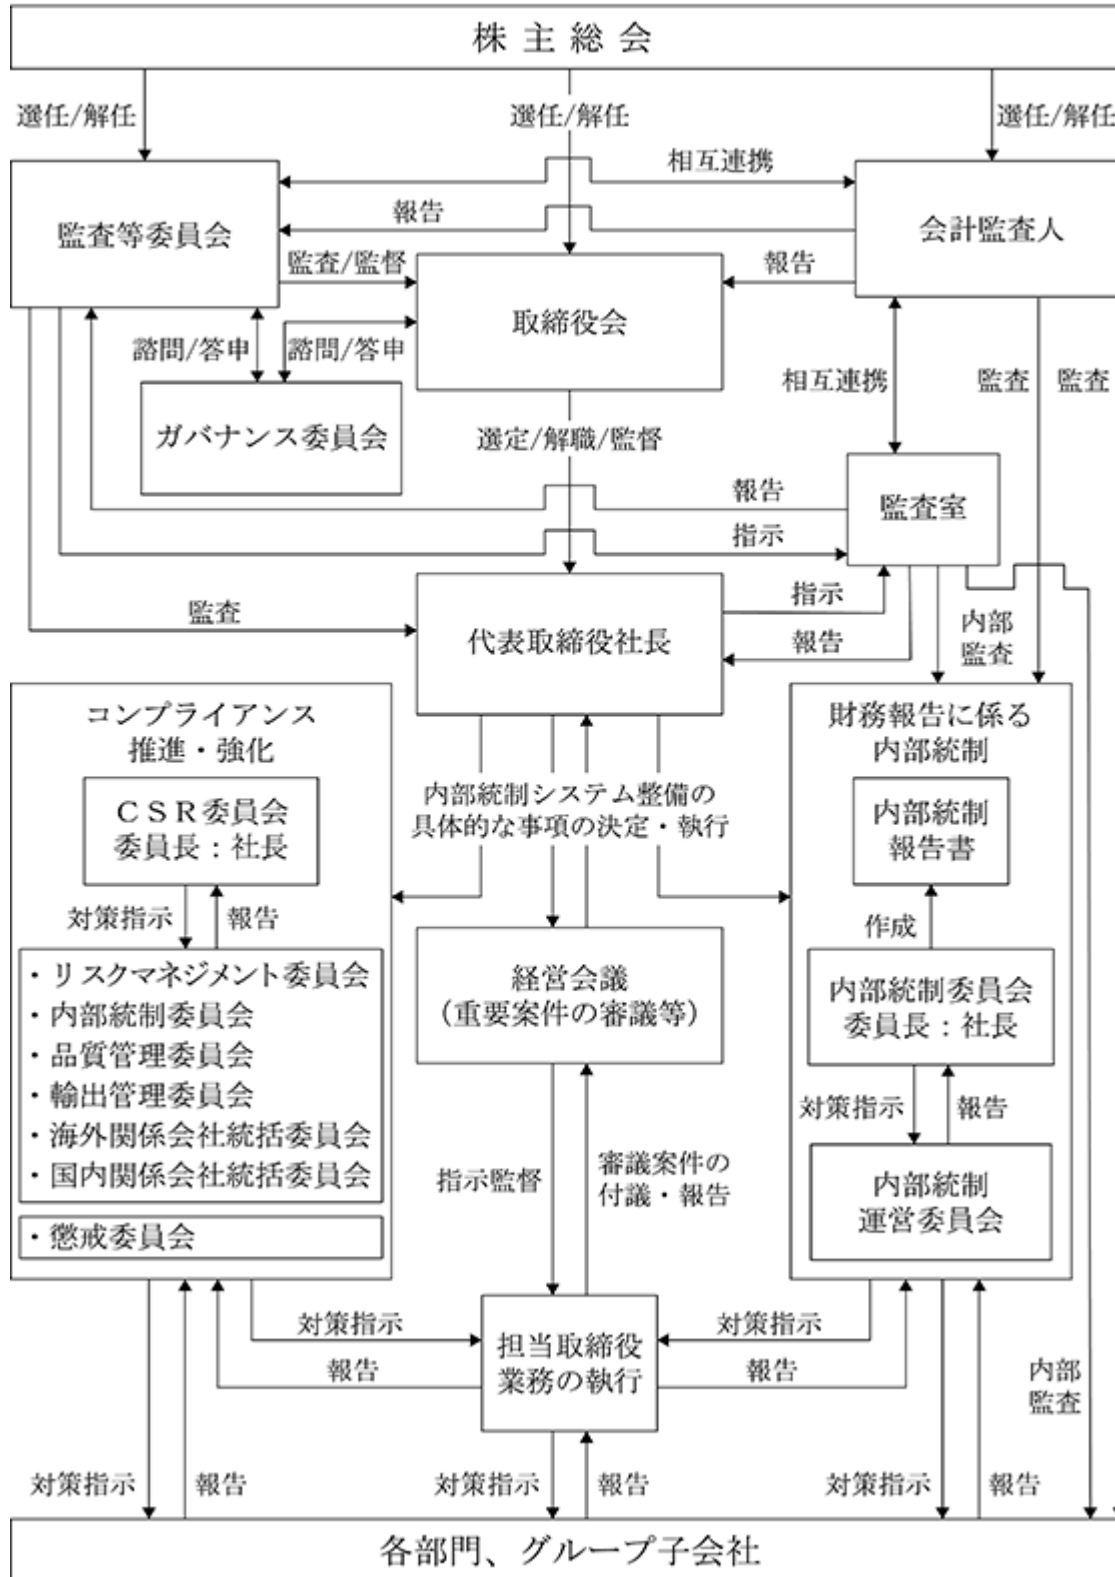 株主総会
選任/解任
選任/解任
選任/解任
相互連携
報告
監査等委員会
会計監査人
監査/監督
報告
取締役会
諮問/答申
諮問/答申
相互連携
監査
監査
ガバナンス委員会
選定/解職/監督
報告
監査室
指示
監査
代表取締役社長
指示
報告
内部
監査
コンプライアンス
推進・強化
財務報告に係る
内部統制
CSR委員会
委員長:社長
内部統制システム整備の
具体的な事項の決定・執行
内部統制
報告書
対策指示
報告
作成
・リスクマネジメント委員会
・内部統制委員会
・品質管理委員会
・輸出管理委員会
・海外関係会社統括委員会
・国内関係会社統括委員会
経営会議
(重要案件の審議等)
内部統制委員会
委員長:社長
対策指示
報告
指示監督
審議案件の
付議・報告
内部統制
運営委員会
・懲戒委員会
対策指示
報告
担当取締役
業務の執行
対策指示
報告
内部
監査
対策指示
報告
対策指示
報告
対策指示
報告
各部門、グループ子会社